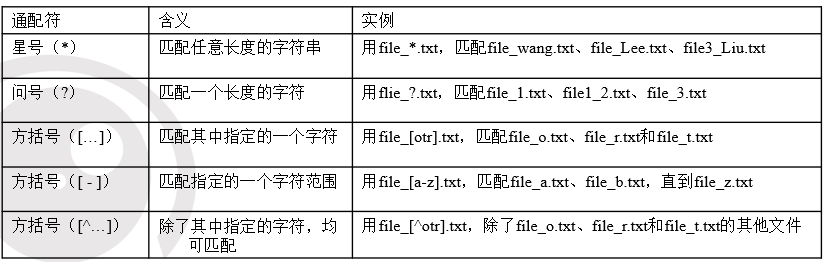 通配符 含义 实例
星号（*） 匹配任意长度的字符串 用file_*.txt，匹配file_wang.txt、file_Lee.txt、file3_Liu.txt
问号（?） 匹配一个长度的字符 用flie_?.txt，匹配file_1.txt、file1_2.txt、file_3.txt
方括号（[…]） 匹配其中指定的一个字符 用file_[otr].txt，匹配file_o.txt、file_r.txt和file_t.txt
方括号（[ - ]） 匹配指定的一个字符范围 用file_[a-z].txt，匹配file_a.txt、file_b.txt，直到file_z.txt
方括号（[^…]） 除了其中指定的字符，均 用file_[^otr].txt，除了file_o.txt、file_r.txt和file_t.txt的其他文件
可匹配